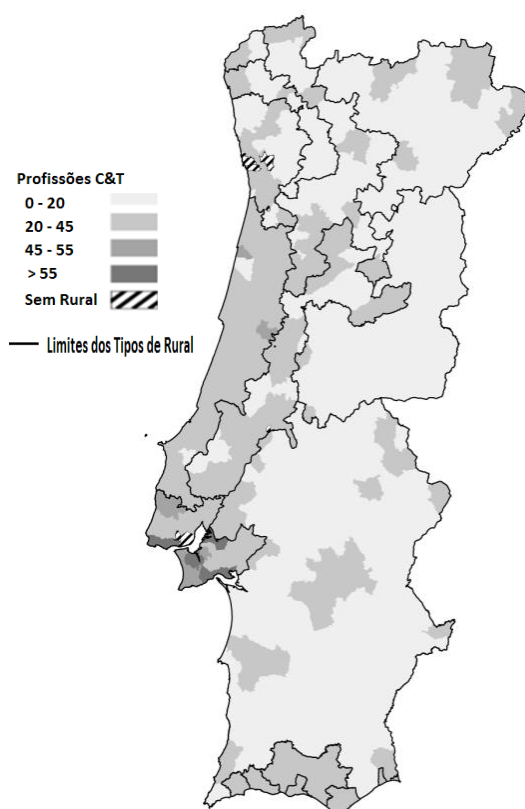 Profissões C&T
0 - 20
20 - 45
45 - 55
> 55
Sem Rural
Limites dos Tipos de Rural